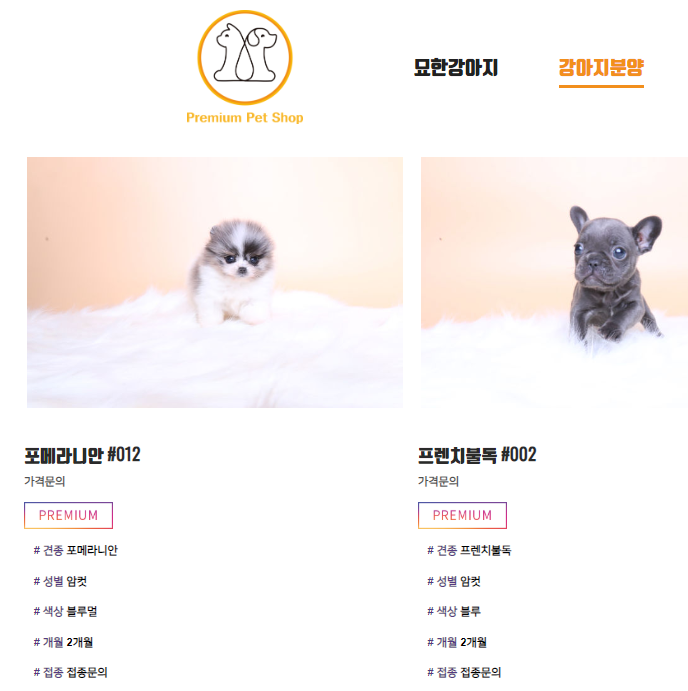 Premium Pet Shop
묘한강아지
강아지분양
포메라니안 #012
가격문의
PREMIUM
# 견종 포메라니안
# 성별 암컷
# 색상 블루멀
# 개월 2개월
# 접종 접종문의
프렌치불독 #002
가격문의
PREMIUM
# 견종 프렌치불독
# 성별 암컷
# 색상 블루
# 개월 2개월
# 접종 접종문의